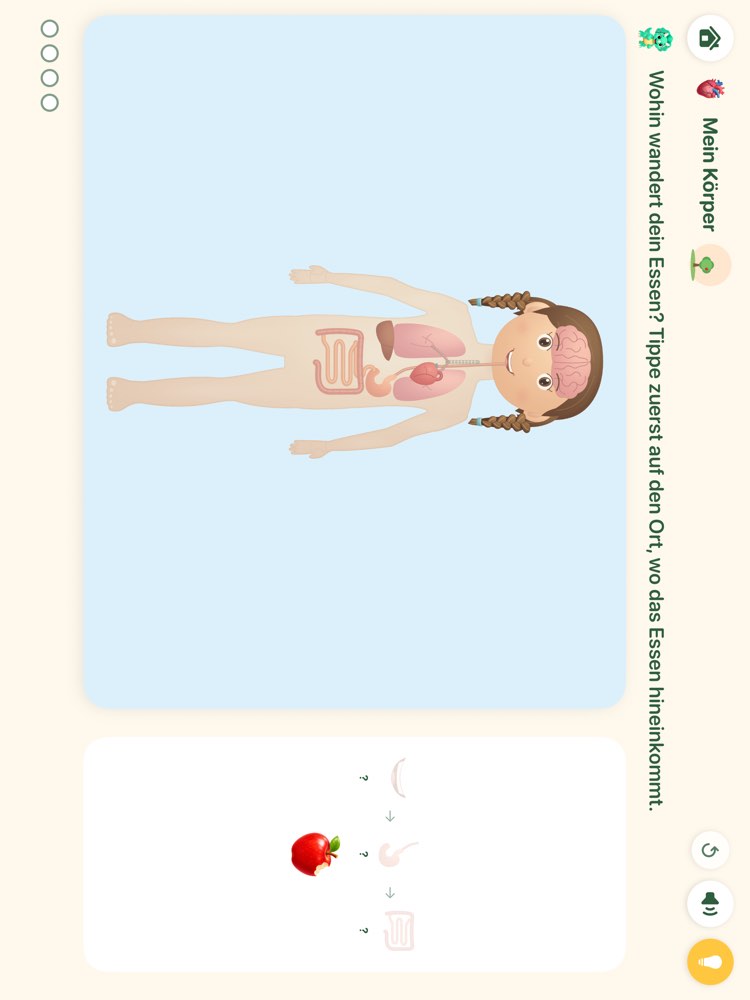 Mein Körper
Wohin wandert dein Essen? Tippe zuerst auf den Ort, wo das Essen hineinkommt.
? ? ?